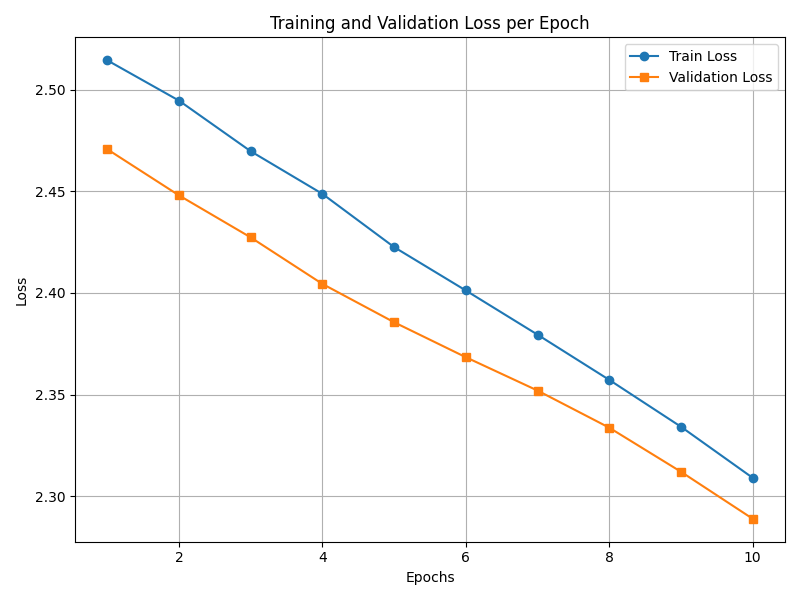 Training and Validation Loss per Epoch
Train Loss
Validation Loss
2.50
2.45
2.40
2.35
2.30
Loss
2
4
6
8
10
Epochs